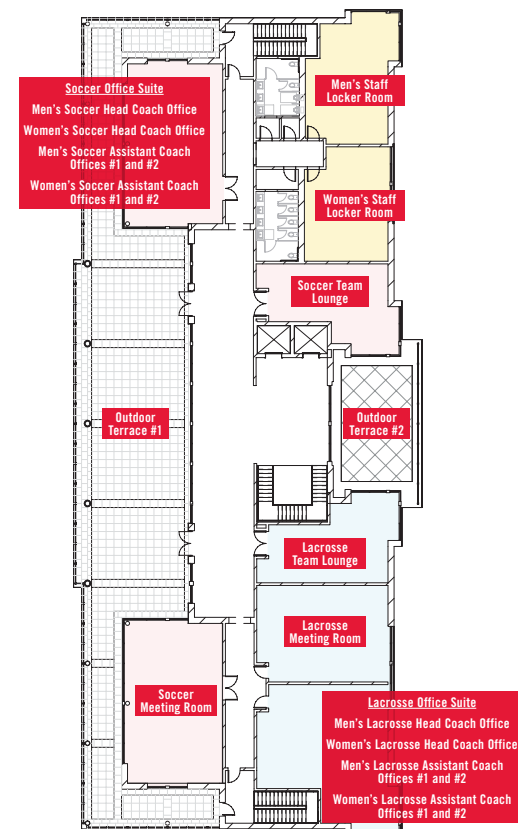 Soccer Office Suite
Men’s Soccer Head Coach Office
Women’s Soccer Head Coach Office
Men’s Soccer Assistant Coach
Offices #1 and #2
Women’s Soccer Assistant Coach
Offices #1 and #2
Men’s Staff
Locker Room
Women’s Staff
Locker Room
Soccer Team
Lounge
Outdoor
Terrace #1
Outdoor
Terrace #2
Lacrosse
Team Lounge
Lacrosse
Meeting Room
Soccer
Meeting Room
Lacrosse Office Suite
Men’s Lacrosse Head Coach Office
Women’s Lacrosse Head Coach Office
Men’s Lacrosse Assistant Coach
Offices #1 and #2
Women’s Lacrosse Assistant Coach
Offices #1 and #2